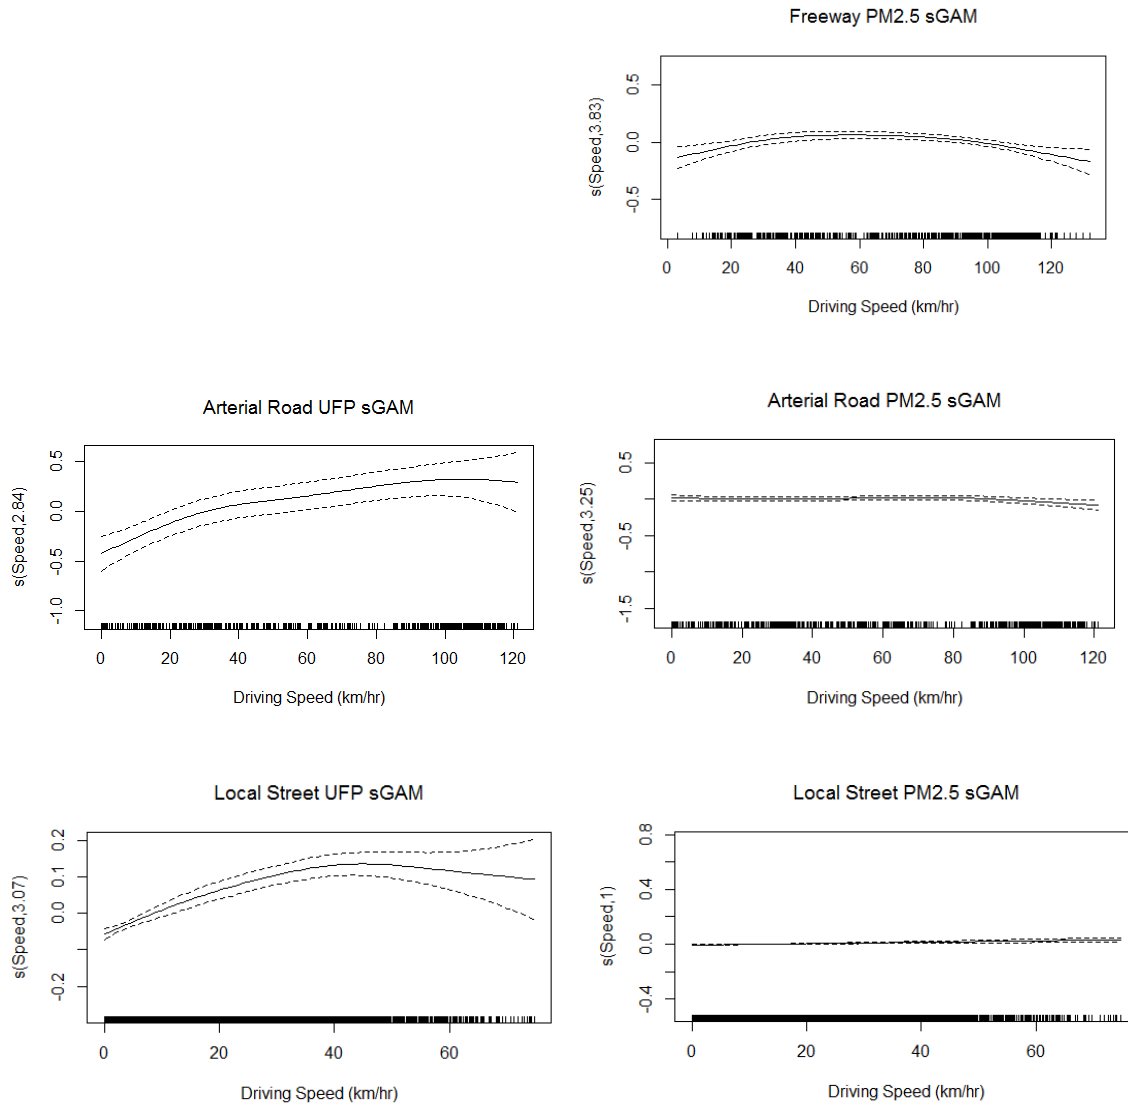 Freeway PM2.5 sGAM
s(Speed,3.83)
0.5
0.0
-0.5
0 20 40 60 80 100 120
Driving Speed (km/hr)
Arterial Road UFP sGAM
s(Speed,2.84)
0.5
0.0
-0.5
-1.0
0 20 40 60 80 100 120
Driving Speed (km/hr)
Arterial Road PM2.5 sGAM
s(Speed,3.25)
0.5
-0.5
-1.5
0 20 40 60 80 100 120
Driving Speed (km/hr)
Local Street UFP sGAM
s(Speed,3.07)
0.2
0.1
0.0
-0.2
0 20 40 60
Driving Speed (km/hr)
Local Street PM2.5 sGAM
s(Speed,1)
0.8
0.4
0.0
-0.4
0 20 40 60
Driving Speed (km/hr)